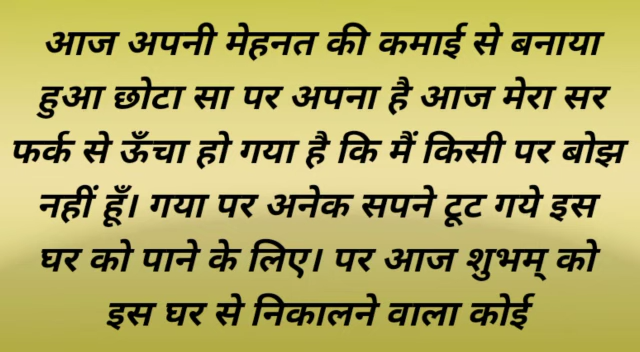 आज अपनी मेहनत की कमाई से बनाया
हुआ छोटा सा पर अपना है आज मेरा सर
फर्क से ऊँचा हो गया है कि मैं किसी पर बोझ
नहीं हूँ। गया पर अनेक सपने टूट गये इस
घर को पाने के लिए। पर आज शुभम् को
इस घर से निकालने वाला कोई